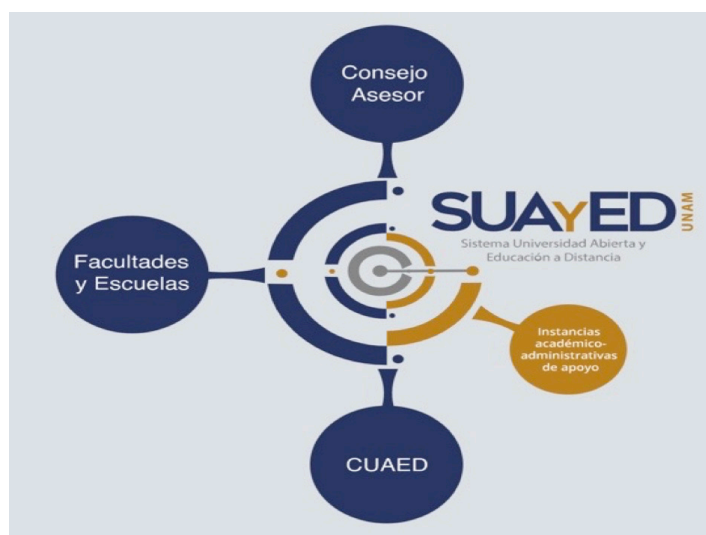 Consejo
Asesor
SUAyED
UNAM
Sistema Universidad Abierta y
Educación a Distancia
Facultades
y Escuelas
Instancias
académico-
administrativas
de apoyo
CUAED